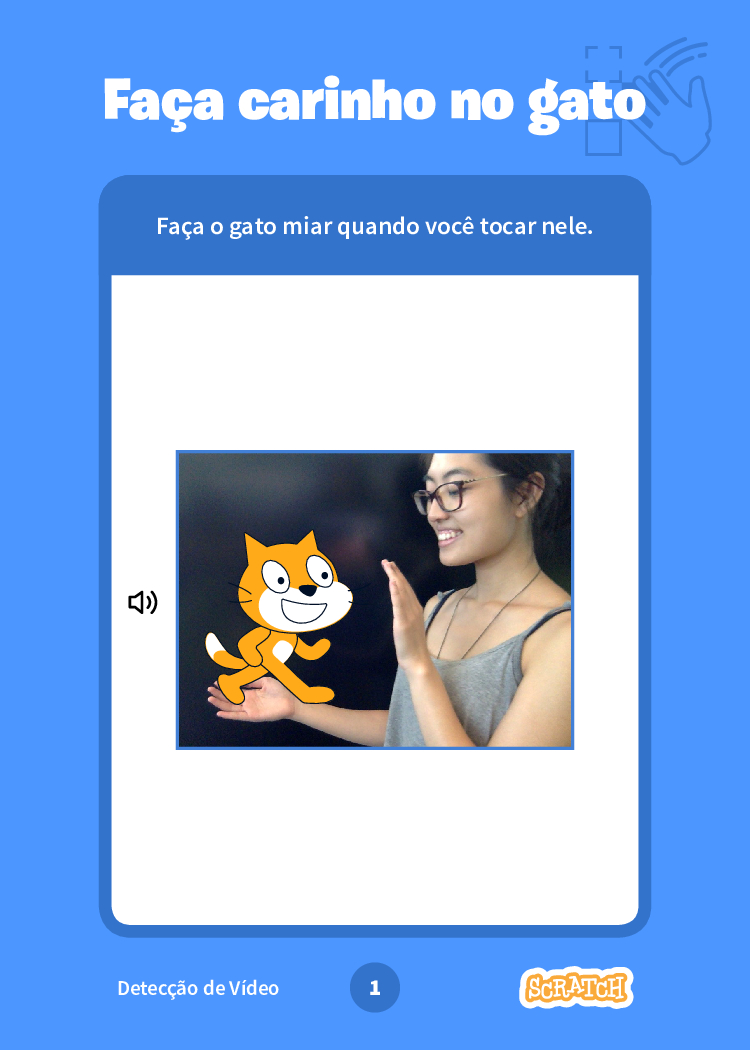 Faça carinho no gato
Faça o gato miar quando você tocar nele.
Detecção de Vídeo
1
SCRATCH